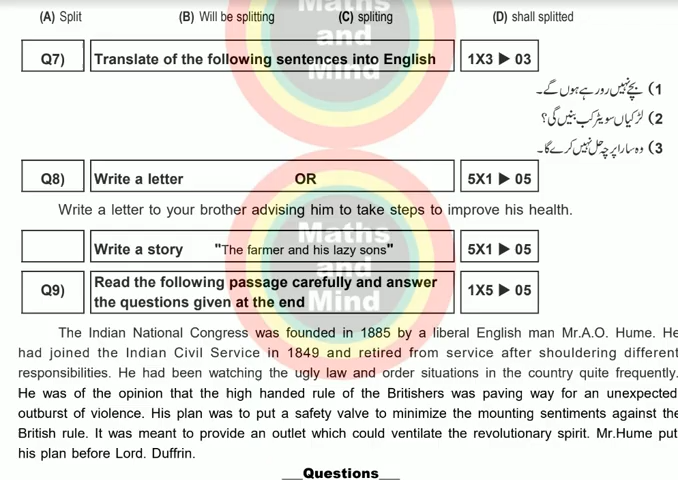 (A) Split (B) Will be splitting (C) spliting (D) shall splitted
Q7) Translate of the following sentences into English 1X3 ▶ 03
1) بچے نہیں رو رہے ہوں گے۔
2) لڑکیاں سویٹر کب بنیں گی؟
3) وہ سارا پرچہ حل نہیں کرے گا۔
Q8) Write a letter OR 5X1 ▶ 05
Write a letter to your brother advising him to take steps to improve his health.
Write a story "The farmer and his lazy sons" 5X1 ▶ 05
Q9) Read the following passage carefully and answer the questions given at the end 1X5 ▶ 05
The Indian National Congress was founded in 1885 by a liberal English man Mr.A.O. Hume. He
had joined the Indian Civil Service in 1849 and retired from service after shouldering different
responsibilities. He had been watching the ugly law and order situations in the country quite frequently.
He was of the opinion that the high handed rule of the Britishers was paving way for an unexpected
outburst of violence. His plan was to put a safety valve to minimize the mounting sentiments against the
British rule. It was meant to provide an outlet which could ventilate the revolutionary spirit. Mr.Hume put
his plan before Lord. Duffrin.
___Questions___
Maths
and
Mind
Maths
and
Mind